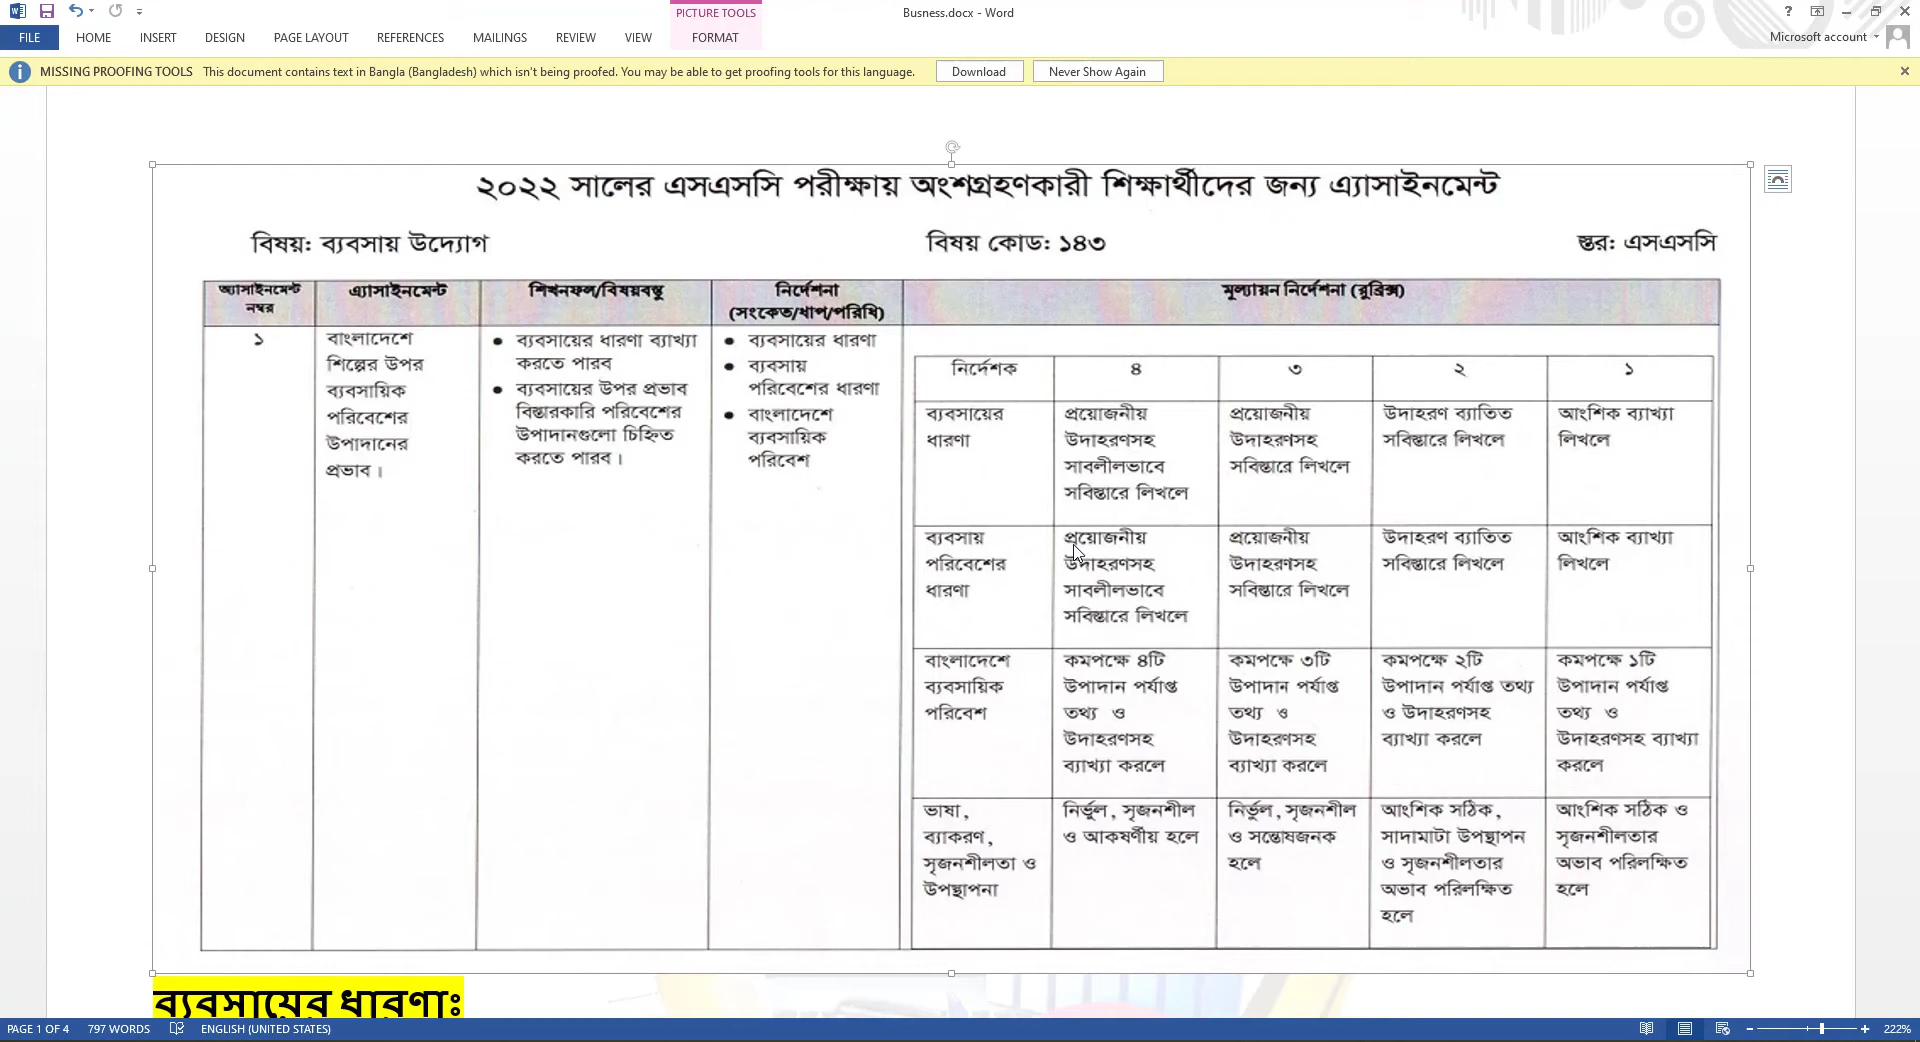 PICTURE TOOLS
Busness.docx - Word
FILE HOME INSERT DESIGN PAGE LAYOUT REFERENCES MAILINGS REVIEW VIEW FORMAT
Microsoft account
MISSING PROOFING TOOLS This document contains text in Bangla (Bangladesh) which isn't being proofed. You may be able to get proofing tools for this language. Download Never Show Again
২০২২ সালের এসএসসি পরীক্ষায় অংশগ্রহণকারী শিক্ষার্থীদের জন্য এ্যাসাইনমেন্ট
বিষয়: ব্যবসায় উদ্যোগ
বিষয় কোড: ১৪৩
স্তর: এসএসসি
অ্যাসাইনমেন্ট
নম্বর
এ্যাসাইনমেন্ট
শিখনফল/বিষয়বস্তু
নির্দেশনা
(সংকেত/ধাপ/পরিধি)
মূল্যায়ন নির্দেশনা (রুব্রিক্স)
১
বাংলাদেশে
শিল্পের উপর
ব্যবসায়িক
পরিবেশের
উপাদানের
প্রভাব।
● ব্যবসায়ের ধারণা ব্যাখ্যা
করতে পারব
● ব্যবসায়ের উপর প্রভাব
বিস্তারকারি পরিবেশের
উপাদানগুলো চিহ্নিত
করতে পারব।
● ব্যবসায়ের ধারণা
● ব্যবসায়
পরিবেশের ধারণা
● বাংলাদেশে
ব্যবসায়িক
পরিবেশ
নির্দেশক ৪ ৩ ২ ১
ব্যবসায়ের
ধারণা
প্রয়োজনীয়
উদাহরণসহ
সাবলীলভাবে
সবিস্তারে লিখলে
প্রয়োজনীয়
উদাহরণসহ
সবিস্তারে লিখলে
উদাহরণ ব্যাতিত
সবিস্তারে লিখলে
আংশিক ব্যাখ্যা
লিখলে
ব্যবসায়
পরিবেশের
ধারণা
প্রয়োজনীয়
উদাহরণসহ
সাবলীলভাবে
সবিস্তারে লিখলে
প্রয়োজনীয়
উদাহরণসহ
সবিস্তারে লিখলে
উদাহরণ ব্যাতিত
সবিস্তারে লিখলে
আংশিক ব্যাখ্যা
লিখলে
বাংলাদেশে
ব্যবসায়িক
পরিবেশ
কমপক্ষে ৪টি
উপাদান পর্যাপ্ত
তথ্য ও
উদাহরণসহ
ব্যাখ্যা করলে
কমপক্ষে ৩টি
উপাদান পর্যাপ্ত
তথ্য ও
উদাহরণসহ
ব্যাখ্যা করলে
কমপক্ষে ২টি
উপাদান পর্যাপ্ত তথ্য
ও উদাহরণসহ
ব্যাখ্যা করলে
কমপক্ষে ১টি
উপাদান পর্যাপ্ত
তথ্য ও
উদাহরণসহ ব্যাখ্যা
করলে
ভাষা,
ব্যাকরণ,
সৃজনশীলতা ও
উপস্থাপনা
নির্ভুল, সৃজনশীল
ও আকর্ষণীয় হলে
নির্ভুল, সৃজনশীল
ও সন্তোষজনক
হলে
আংশিক সঠিক,
সাদামাটা উপস্থাপন
ও সৃজনশীলতার
অভাব পরিলক্ষিত
হলে
আংশিক সঠিক ও
সৃজনশীলতার
অভাব পরিলক্ষিত
হলে
ব্যবসায়ের ধারণাঃ
PAGE 1 OF 4 797 WORDS ENGLISH (UNITED STATES) 222%